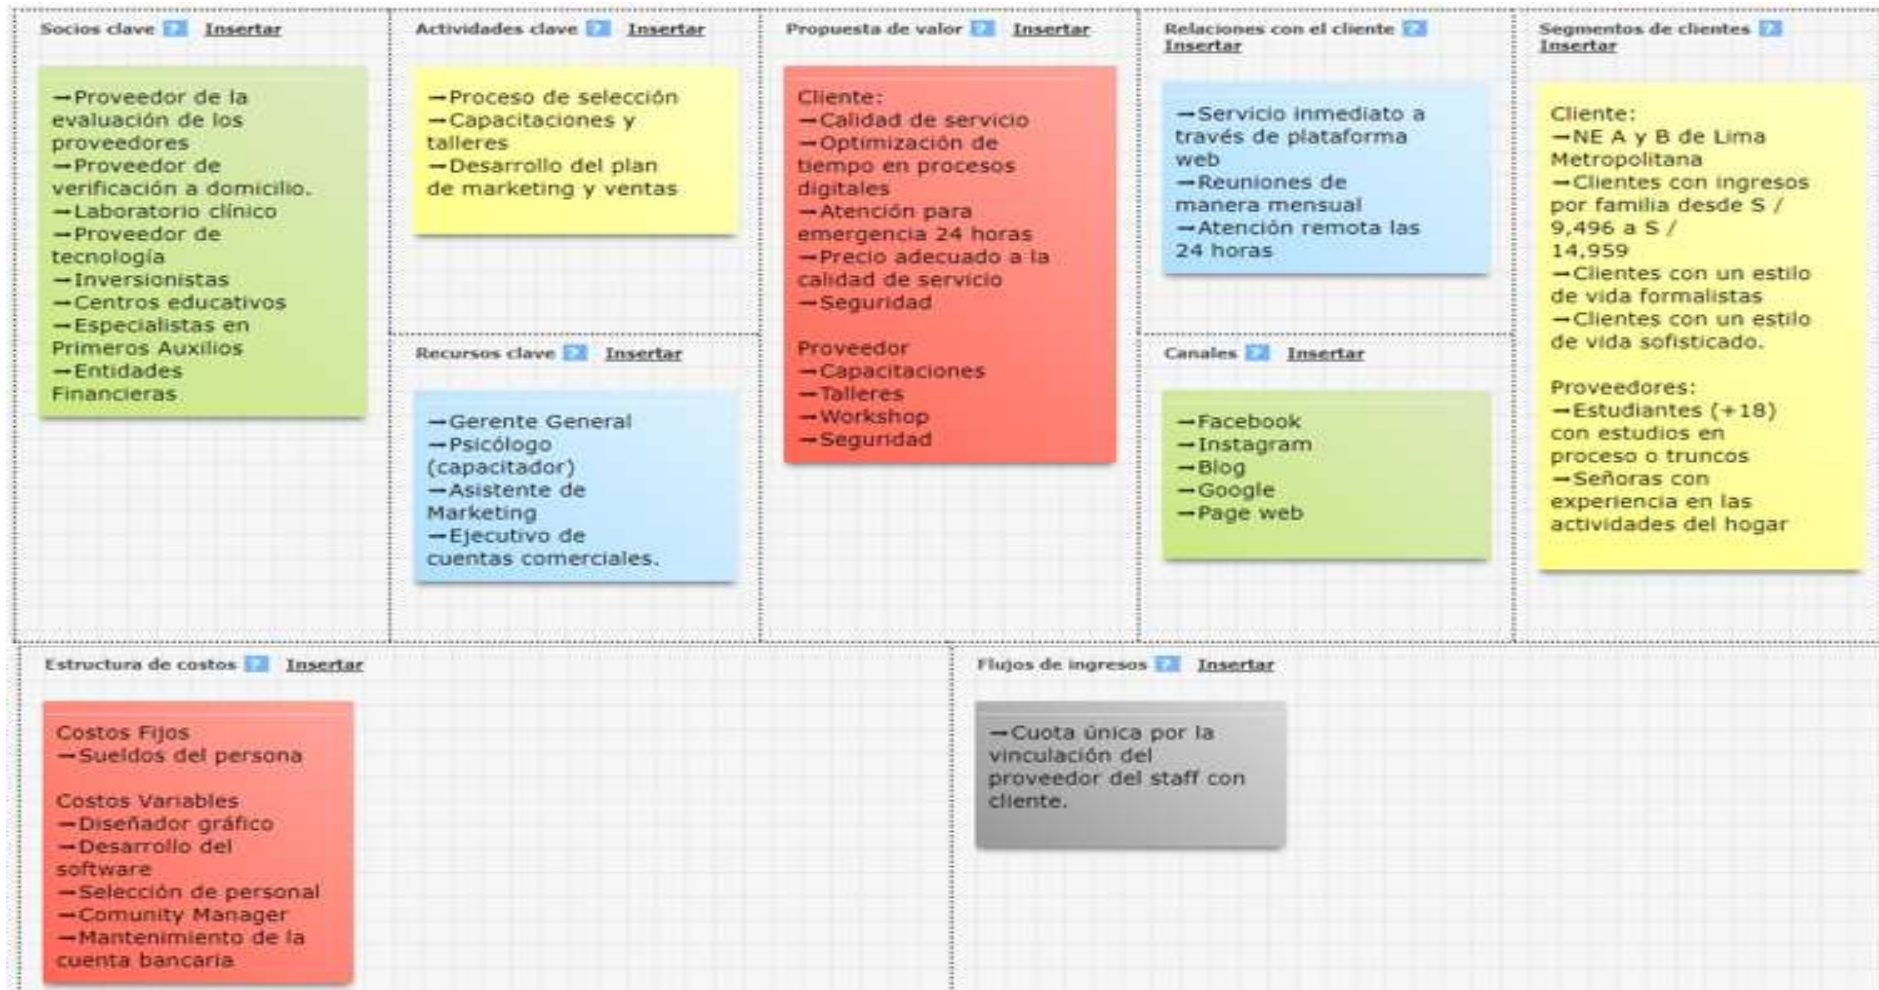 Socios clave ? Insertar
→Proveedor de la
evaluación de los
proveedores
→Proveedor de
verificación a domicilio.
→Laboratorio clínico
→Proveedor de
tecnología
→Inversionistas
→Centros educativos
→Especialistas en
Primeros Auxilios
→Entidades
Financieras
Actividades clave ? Insertar
→Proceso de selección
→Capacitaciones y
talleres
→Desarrollo del plan
de marketing y ventas
Recursos clave ? Insertar
→Gerente General
→Psicólogo
(capacitador)
→Asistente de
Marketing
→Ejecutivo de
cuentas comerciales.
Propuesta de valor ? Insertar
Cliente:
→Calidad de servicio
→Optimización de
tiempo en procesos
digitales
→Atención para
emergencia 24 horas
→Precio adecuado a la
calidad de servicio
→Seguridad
Proveedor
→Capacitaciones
→Talleres
→Workshop
→Seguridad
Relaciones con el cliente ?
Insertar
→Servicio inmediato a
través de plataforma
web
→Reuniones de
manera mensual
→Atención remota las
24 horas
Canales ? Insertar
→Facebook
→Instagram
→Blog
→Google
→Page web
Segmentos de clientes ?
Insertar
Cliente:
→NE A y B de Lima
Metropolitana
→Clientes con ingresos
por familia desde S /
9,496 a S /
14,959
→Clientes con un estilo
de vida formalistas
→Clientes con un estilo
de vida sofisticado.
Proveedores:
→Estudiantes (+18)
con estudios en
proceso o truncos
→Señoras con
experiencia en las
actividades del hogar
Estructura de costos ? Insertar
Costos Fijos
→Sueldos del persona
Costos Variables
→Diseñador gráfico
→Desarrollo del
software
→Selección de personal
→Comunity Manager
→Mantenimiento de la
cuenta bancaria
Flujos de ingresos ? Insertar
→Cuota única por la
vinculación del
proveedor del staff con
cliente.